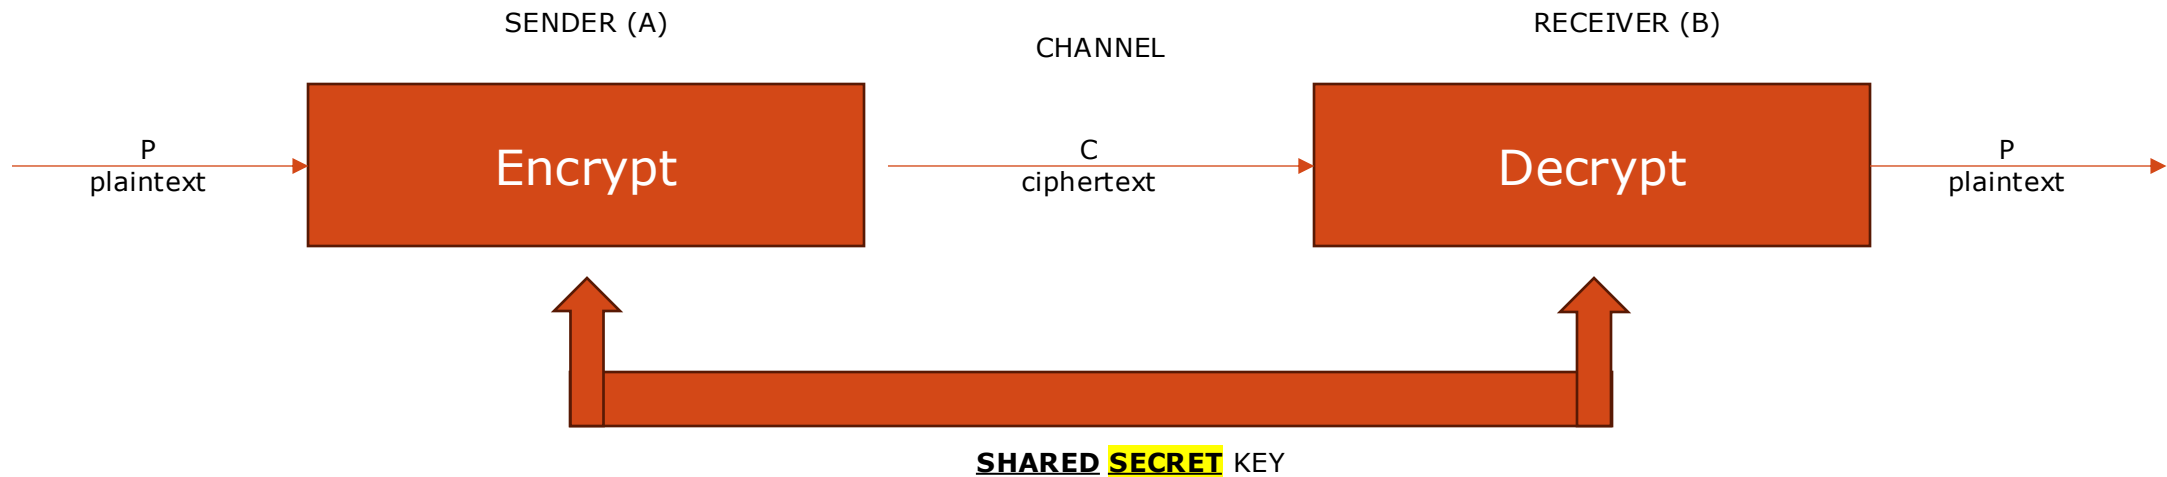 SENDER (A)
RECEIVER (B)
CHANNEL
P
plaintext
Encrypt
C
ciphertext
Decrypt
P
plaintext
SHARED SECRET KEY